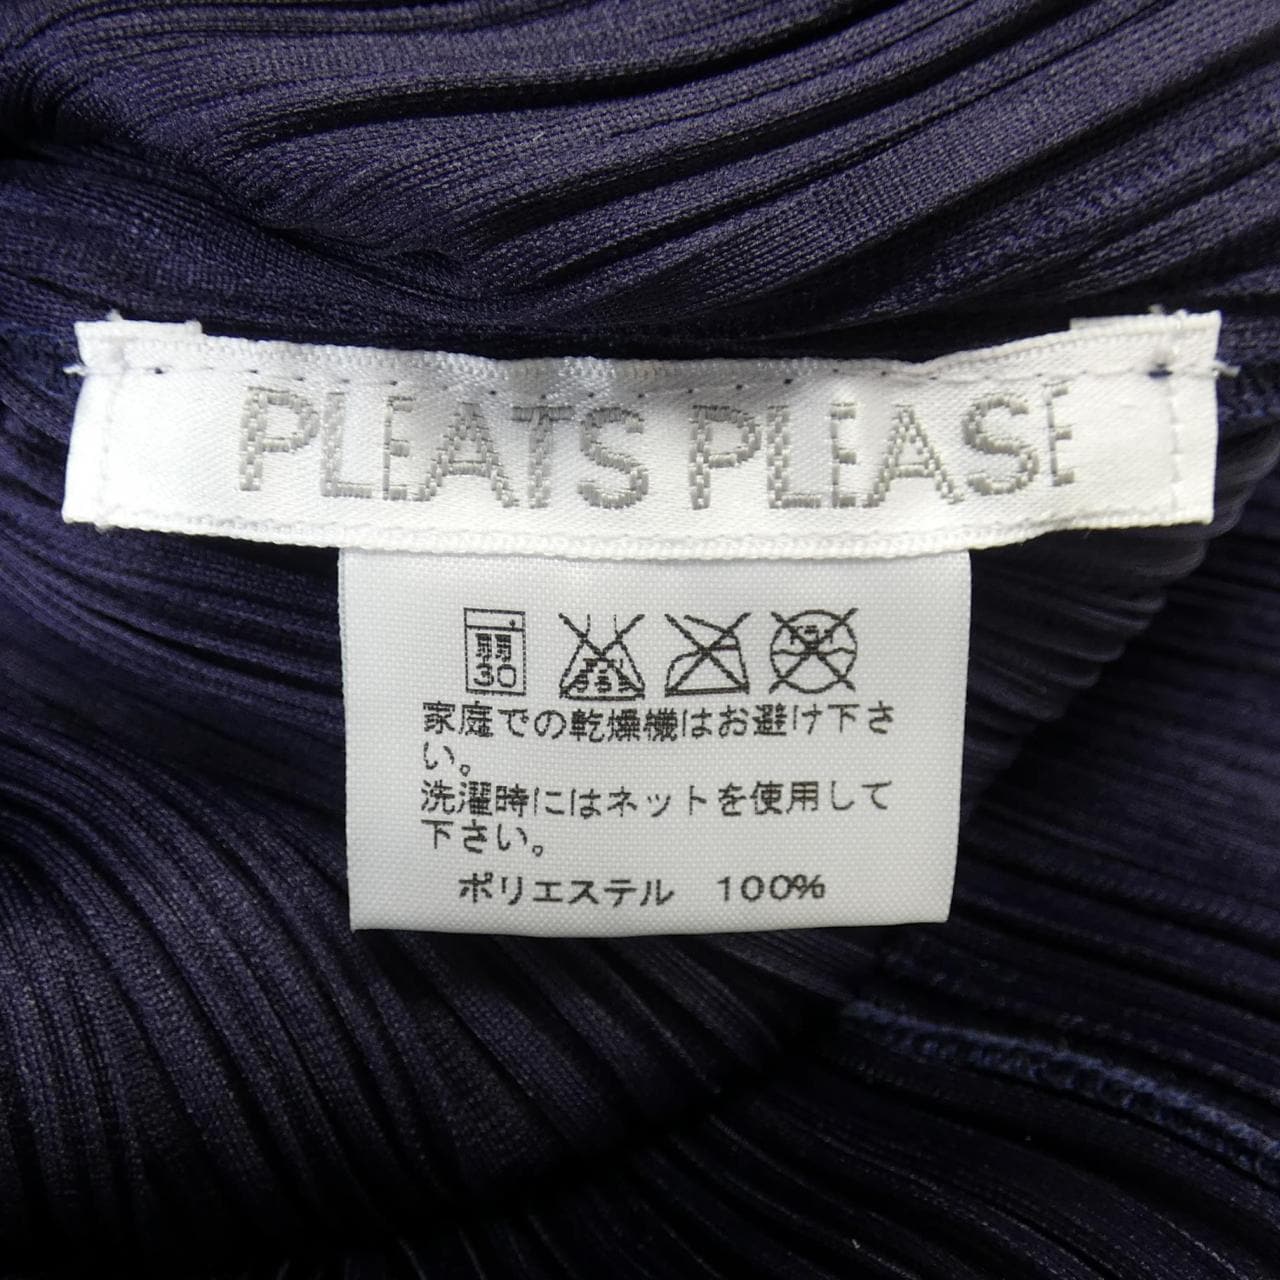 PLEATS PLEASE
弱
30
家庭での乾燥機はお避け下さ
い。
洗濯時にはネットを使用して
下さい。
ポリエステル 100%